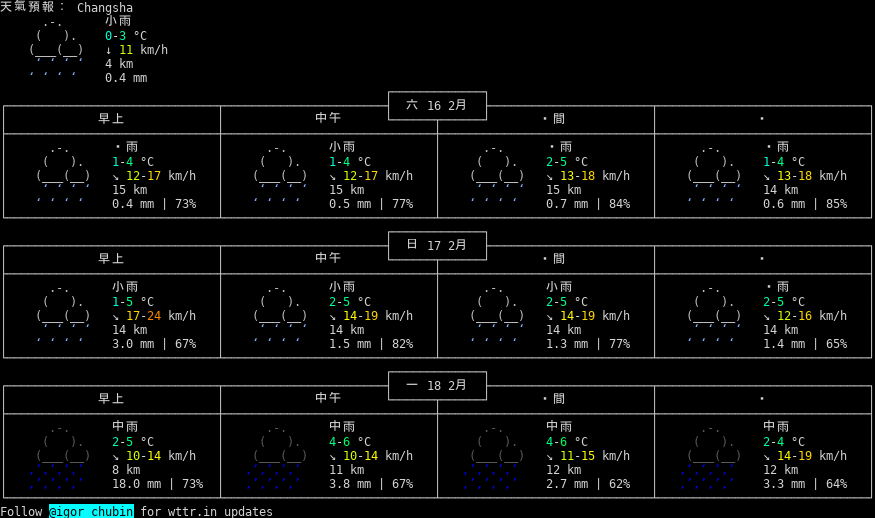 天氣預報： Changsha
小雨
0-3 °C
↓ 11 km/h
4 km
0.4 mm
六 16 2月
早上 中午 ・間 ・
・雨 小雨 ・雨 ・雨
1-4 °C 1-4 °C 2-5 °C 1-4 °C
↘ 12-17 km/h ↘ 12-17 km/h ↘ 13-18 km/h ↘ 13-18 km/h
15 km 15 km 15 km 14 km
0.4 mm | 73% 0.5 mm | 77% 0.7 mm | 84% 0.6 mm | 85%
日 17 2月
早上 中午 ・間 ・
小雨 小雨 小雨 ・雨
1-5 °C 2-5 °C 2-5 °C 2-5 °C
↘ 17-24 km/h ↘ 14-19 km/h ↘ 14-19 km/h ↘ 12-16 km/h
14 km 14 km 14 km 14 km
3.0 mm | 67% 1.5 mm | 82% 1.3 mm | 77% 1.4 mm | 65%
一 18 2月
早上 中午 ・間 ・
中雨 中雨 中雨 中雨
2-5 °C 4-6 °C 4-6 °C 2-4 °C
↘ 10-14 km/h ↘ 10-14 km/h ↘ 11-15 km/h ↘ 14-19 km/h
8 km 11 km 12 km 12 km
18.0 mm | 73% 3.8 mm | 67% 2.7 mm | 62% 3.3 mm | 64%
Follow @igor_chubin for wttr.in updates